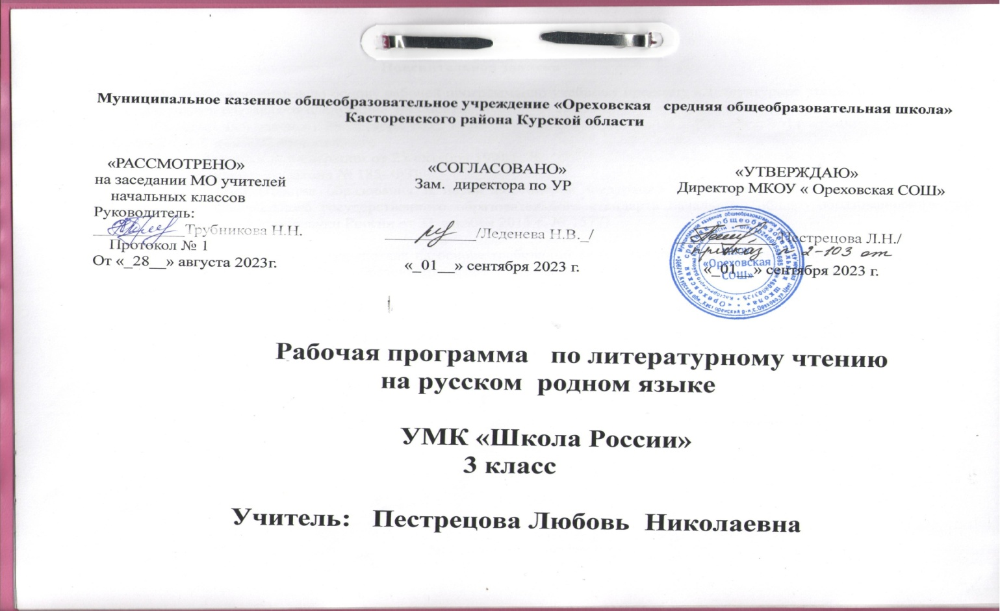 Муниципальное казенное общеобразовательное учреждение «Ореховская средняя общеобразовательная школа»
Касторенского района Курской области
«РАССМОТРЕНО»
на заседании МО учителей
начальных классов
Руководитель:
____________Трубникова Н.Н.
Протокол № 1
От «_28__» августа 2023г.
«СОГЛАСОВАНО»
Зам. директора по УР
____________/Леденева Н.В._/
«_01__» сентября 2023 г.
«УТВЕРЖДАЮ»
Директор МКОУ « Ореховская СОШ»
____________/Пестрецова Л.Н./
приказ № 2-103 от
«_01__» сентября 2023 г.
«Ореховская
СОШ»
Рабочая программа по литературному чтению
на русском родном языке
УМК «Школа России»
3 класс
Учитель: Пестрецова Любовь Николаевна